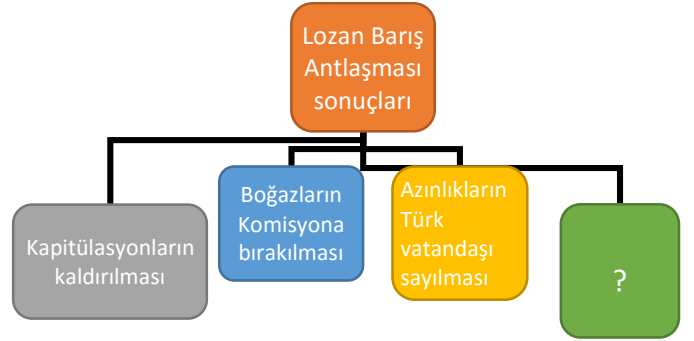 Lozan Barış
Antlaşması
sonuçları
Kapitülasyonların
kaldırılması
Boğazların
Komisyona
bırakılması
Azınlıkların
Türk
vatandaşı
sayılması
?